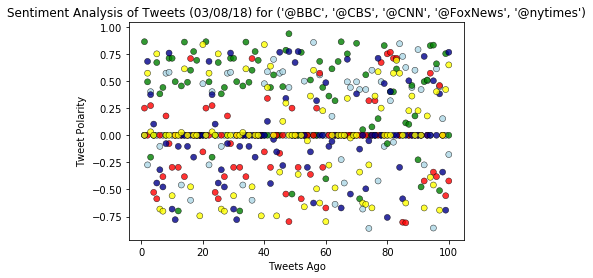 Sentiment Analysis of Tweets (03/08/18) for ('@BBC', '@CBS', '@CNN', '@FoxNews', '@nytimes')
1.00
0.75
0.50
0.25
0.00
−0.25
−0.50
−0.75
Tweet Polarity
0 20 40 60 80 100
Tweets Ago